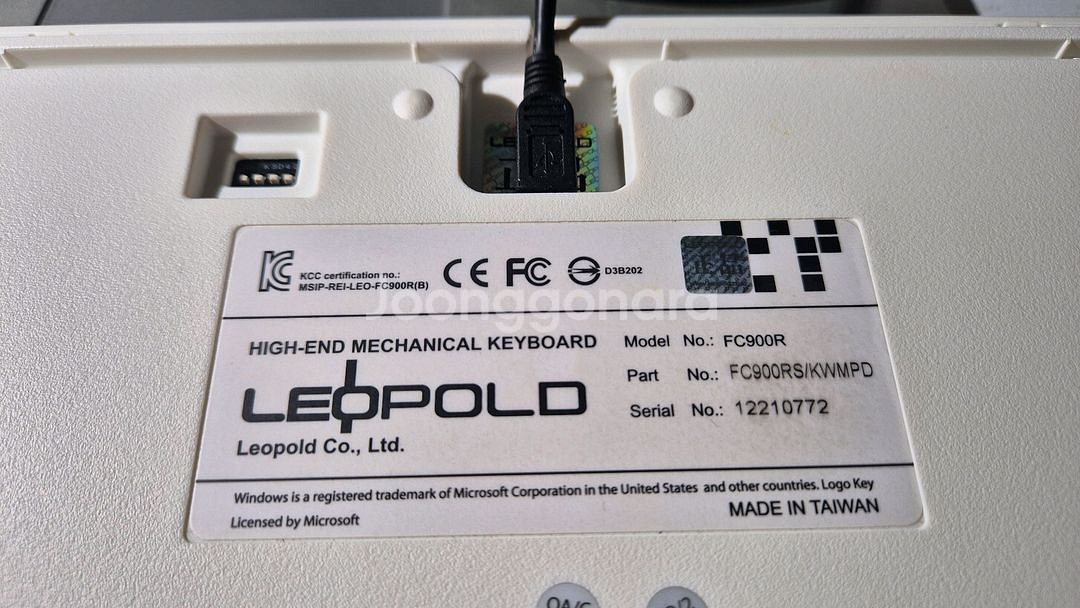 KSD4
LE D
KCC certification no.:
MSIP-REI-LEO-FC900R(B)
CE FC D3B202
Joonggonara
HIGH-END MECHANICAL KEYBOARD
LEOPOLD
Leopold Co., Ltd.
Model No.: FC900R
Part No.: FC900RS/KWMPD
Serial No.: 12210772
Windows is a registered trademark of Microsoft Corporation in the United States and other countries. Logo Key
Licensed by Microsoft
MADE IN TAIWAN